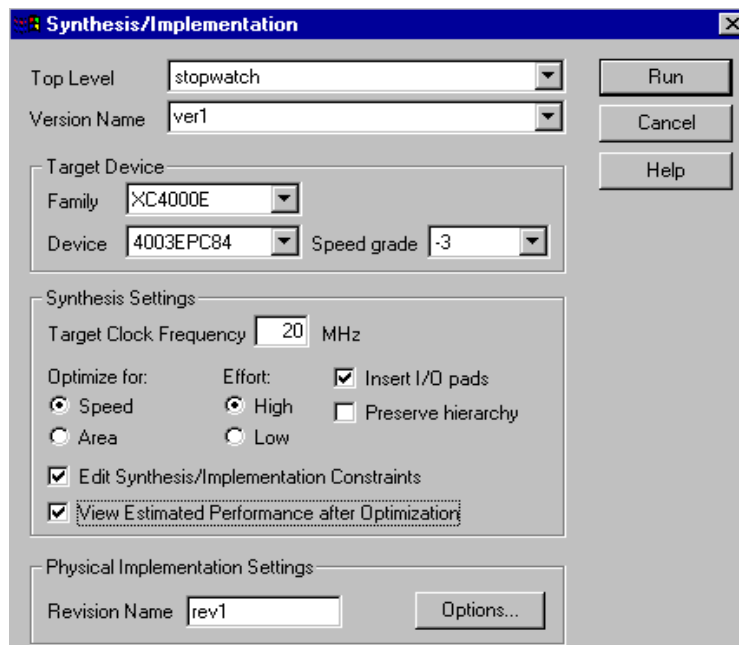 Synthesis/Implementation
Top Level stopwatch Run
Version Name ver1 Cancel
Target Device Help
Family XC4000E
Device 4003EPC84 Speed grade -3
Synthesis Settings
Target Clock Frequency 20 MHz
Optimize for: Effort: Insert I/O pads
Speed High Preserve hierarchy
Area Low
Edit Synthesis/Implementation Constraints
View Estimated Performance after Optimization
Physical Implementation Settings
Revision Name rev1 Options...